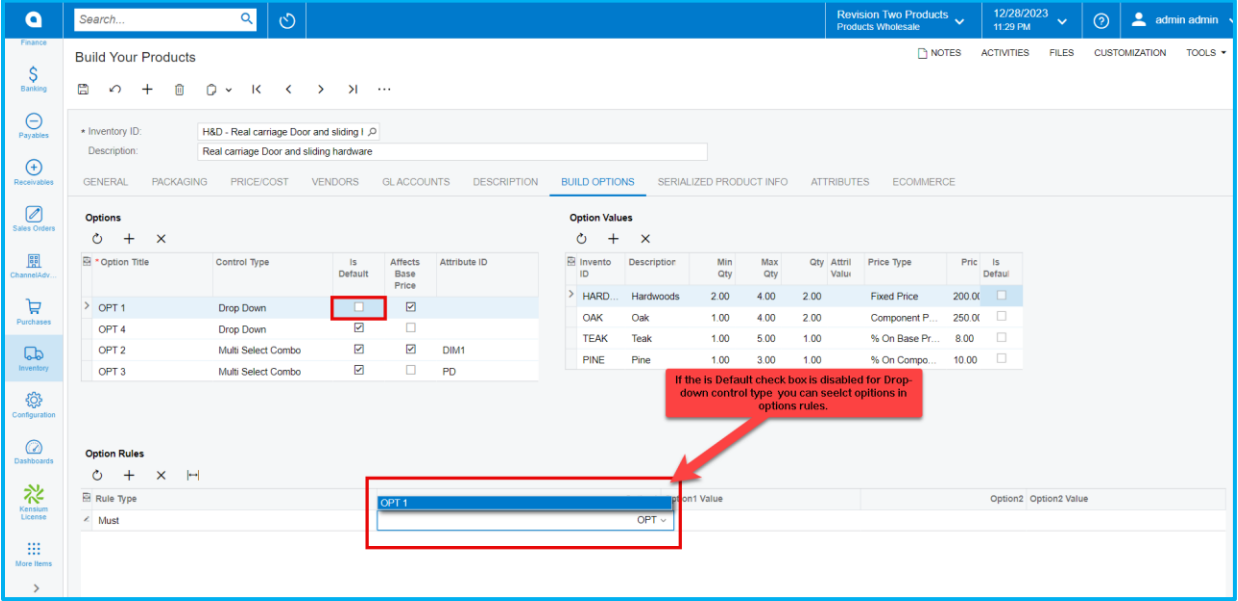 Search...
Revision Two Products
Products Wholesale
12/28/2023
11:29 PM
admin admin
Finance
Banking
Payables
Receivables
Sales Orders
ChannelAdv ...
Purchases
Inventory
Configuration
Dashboards
Kensium
License
More Items
Build Your Products
NOTES ACTIVITIES FILES CUSTOMIZATION TOOLS
* Inventory ID: H&D - Real carriage Door and sliding
Description: Real carriage Door and sliding hardware
GENERAL PACKAGING PRICE/COST VENDORS GL ACCOUNTS DESCRIPTION BUILD OPTIONS SERIALIZED PRODUCT INFO ATTRIBUTES ECOMMERCE
Options
* Option Title Control Type Is Default Affects Base Price Attribute ID
OPT 1 Drop Down
OPT 4 Drop Down
OPT 2 Multi Select Combo DIM1
OPT 3 Multi Select Combo PD
Option Values
Invento ID Description Min Qty Max Qty Qty Attril Value Price Type Pric Is Defaul
HARD... Hardwoods 2.00 4.00 2.00 Fixed Price 200.00
OAK Oak 1.00 4.00 2.00 Component P... 250.00
TEAK Teak 1.00 5.00 1.00 % On Base Pr... 8.00
PINE Pine 1.00 3.00 1.00 % On Compo... 10.00
If the is Default check box is disabled for Drop-
down control type you can seelct opitions in
options rules.
Option Rules
Rule Type Option1 Value Option2 Option2 Value
OPT 1
Must OPT